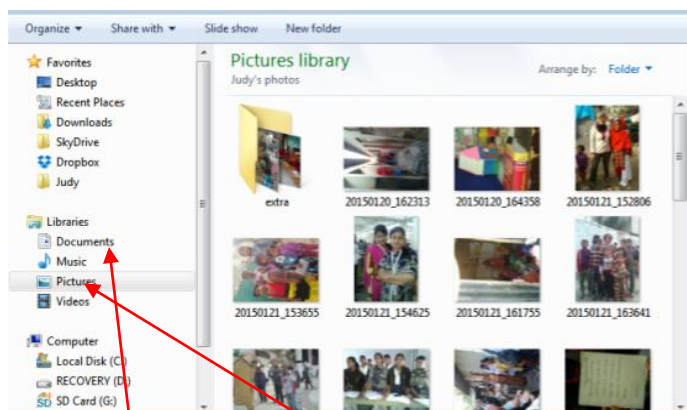 Organize ▼ Share with ▼ Slide show New folder
Favorites
Desktop
Recent Places
Downloads
SkyDrive
Dropbox
Judy
Libraries
Documents
Music
Pictures
Videos
Computer
Local Disk (C:)
RECOVERY (D:)
SD Card (G:)
Pictures library
Judy's photos
Arrange by: Folder ▼
extra
20150120_162313
20150120_164358
20150121_152806
20150121_153655
20150121_154625
20150121_161755
20150121_163641